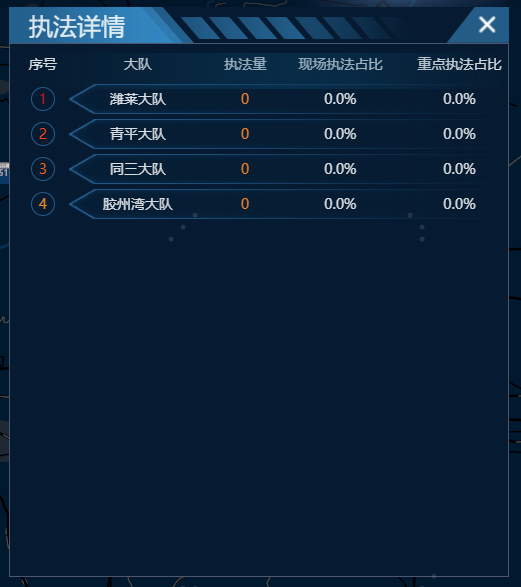 执法详情
序号 大队 执法量 现场执法占比 重点执法占比
1 潍莱大队 0 0.0% 0.0%
2 青平大队 0 0.0% 0.0%
3 同三大队 0 0.0% 0.0%
4 胶州湾大队 0 0.0% 0.0%